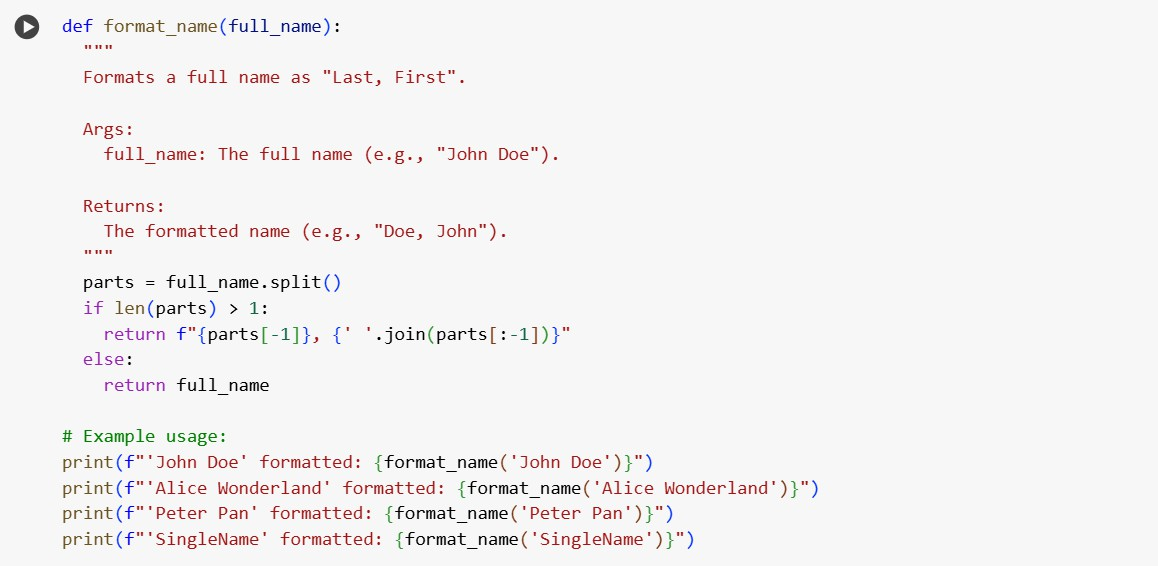 def format_name(full_name):
  """
  Formats a full name as "Last, First".

  Args:
    full_name: The full name (e.g., "John Doe").

  Returns:
    The formatted name (e.g., "Doe, John").
  """
  parts = full_name.split()
  if len(parts) > 1:
    return f"{parts[-1]}, {' '.join(parts[:-1])}"
  else:
    return full_name

# Example usage:
print(f"'John Doe' formatted: {format_name('John Doe')}")
print(f"'Alice Wonderland' formatted: {format_name('Alice Wonderland')}")
print(f"'Peter Pan' formatted: {format_name('Peter Pan')}")
print(f"'SingleName' formatted: {format_name('SingleName')}")